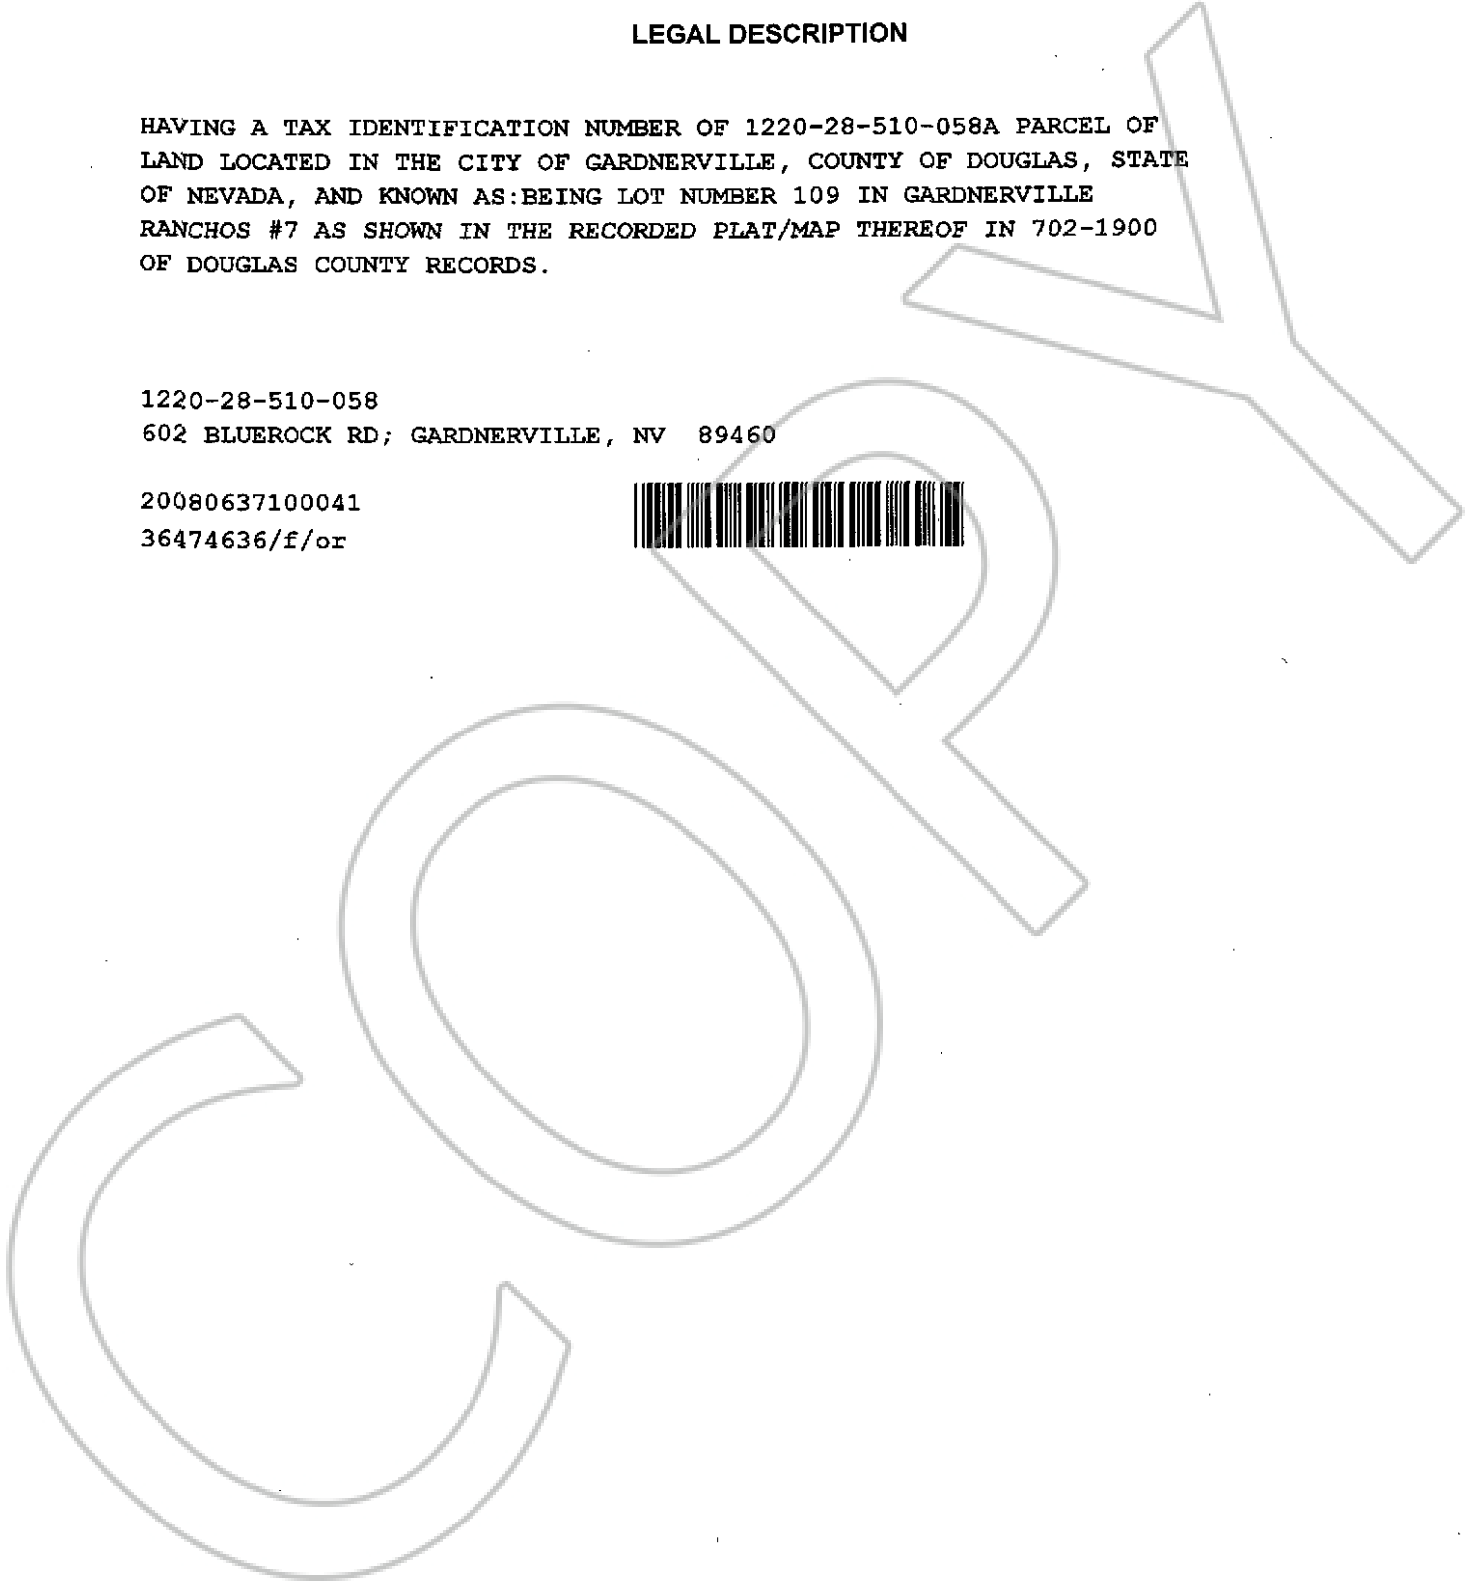 LEGAL DESCRIPTION
HAVING A TAX IDENTIFICATION NUMBER OF 1220-28-510-058A PARCEL OF
LAND LOCATED IN THE CITY OF GARDNERVILLE, COUNTY OF DOUGLAS, STATE
OF NEVADA, AND KNOWN AS:BEING LOT NUMBER 109 IN GARDNERVILLE
RANCHOS #7 AS SHOWN IN THE RECORDED PLAT/MAP THEREOF IN 702-1900
OF DOUGLAS COUNTY RECORDS.
1220-28-510-058
602 BLUEROCK RD; GARDNERVILLE, NV  89460
20080637100041
36474636/f/or
COPY